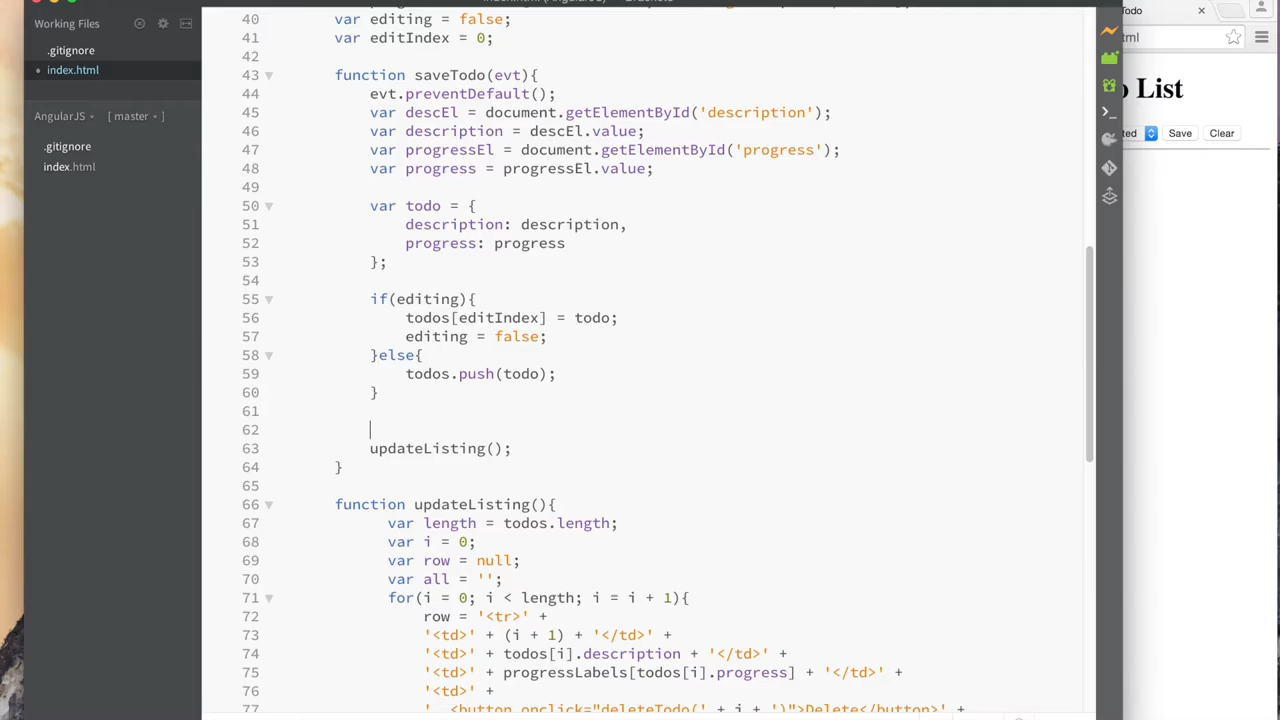 Working Files
.gitignore
index.html
AngularJS
[ master ]
.gitignore
index.html
40 var editing = false;
41 var editIndex = 0;
42
43 function saveTodo(evt){
44 evt.preventDefault();
45 var descEl = document.getElementById('description');
46 var description = descEl.value;
47 var progressEl = document.getElementById('progress');
48 var progress = progressEl.value;
49
50 var todo = {
51 description: description,
52 progress: progress
53 };
54
55 if(editing){
56 todos[editIndex] = todo;
57 editing = false;
58 }else{
59 todos.push(todo);
60 }
61
62
63 updateListing();
64 }
65
66 function updateListing(){
67 var length = todos.length;
68 var i = 0;
69 var row = null;
70 var all = '';
71 for(i = 0; i < length; i = i + 1){
72 row = '<tr>' +
73 '<td>' + (i + 1) + '</td>' +
74 '<td>' + todos[i].description + '</td>' +
75 '<td>' + progressLabels[todos[i].progress] + '</td>' +
76 '<td>' +
77 ' <button onclick="deleteTodo(' + i + ')">Delete</button>' +
Todo
ml
o List
ted
Save
Clear